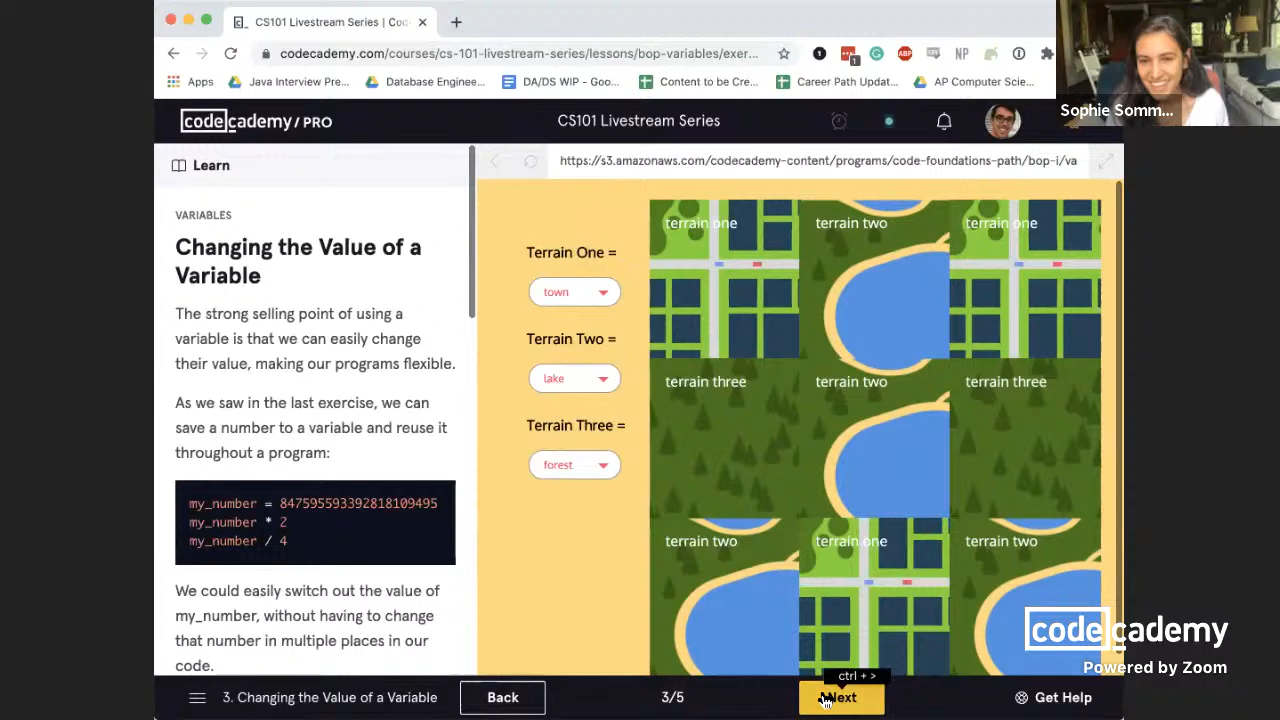 CS101 Livestream Series | Cod
codecademy.com/courses/cs-101-livestream-series/lessons/bop-variables/exer...
Apps
Java Interview Pre...
Database Enginee...
DA/DS WIP - Goo...
Content to be Cre...
Career Path Updat...
AP Computer Scie...
Sophie Somm...
codecademy / PRO
CS101 Livestream Series
Learn
https://s3.amazonaws.com/codecademy-content/programs/code-foundations-path/bop-i/va
VARIABLES
Changing the Value of a
Variable
The strong selling point of using a
variable is that we can easily change
their value, making our programs flexible.
As we saw in the last exercise, we can
save a number to a variable and reuse it
throughout a program:
my_number = 847595593392818109495
my_number * 2
my_number / 4
We could easily switch out the value of
my_number, without having to change
that number in multiple places in our
code.
Terrain One =
town
Terrain Two =
lake
Terrain Three =
forest
terrain one
terrain two
terrain one
terrain three
terrain two
terrain three
terrain two
terrain one
terrain two
codecademy
Powered by Zoom
3. Changing the Value of a Variable
Back
3/5
ctrl + >
Next
Get Help